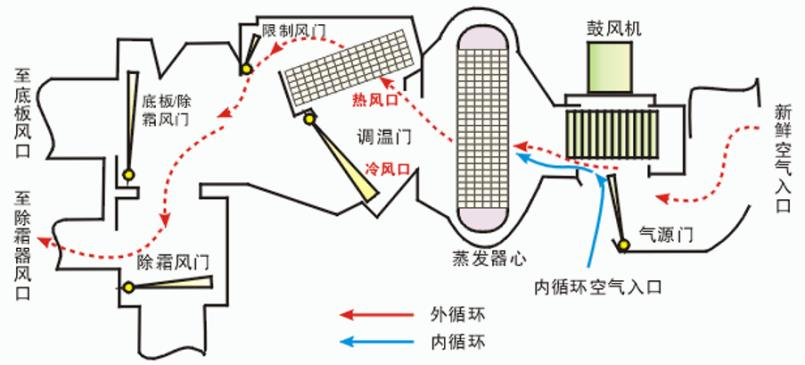 限制风门
鼓风机
至底板风口
底板/除
霜风门
热风口
调温门
冷风口
新鲜空气入口
至除霜器风口
除霜风门
蒸发器心
气源门
内循环空气入口
外循环
内循环